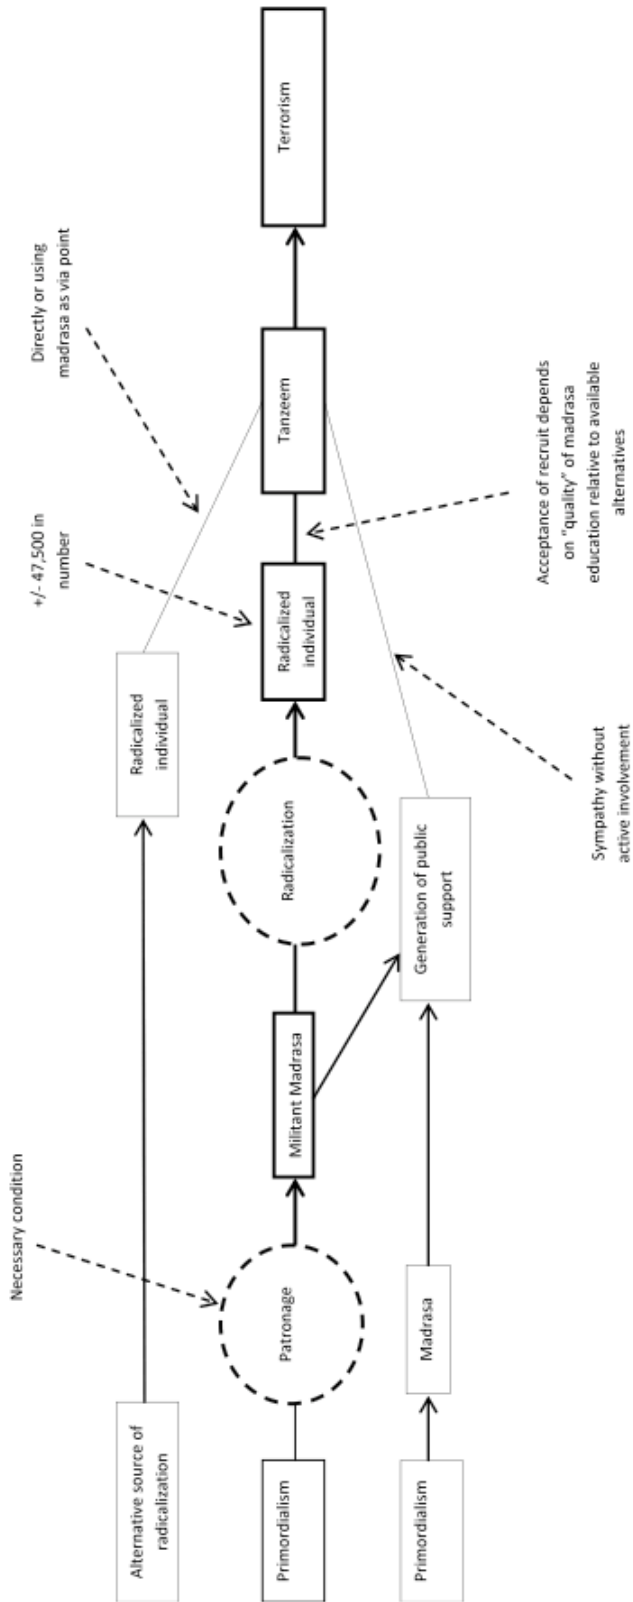 Necessary condition
+/- 47,500 in
number
Directly or using
madrasa as via point
Alternative source of
radicalization
Radicalized
individual
Primordialism
Patronage
Militant Madrasa
Radicalization
Radicalized
individual
Tanzeem
Terrorism
Primordialism
Madrasa
Generation of public
support
Sympathy without
active involvement
Acceptance of recruit depends
on “quality” of madrasa
education relative to available
alternatives